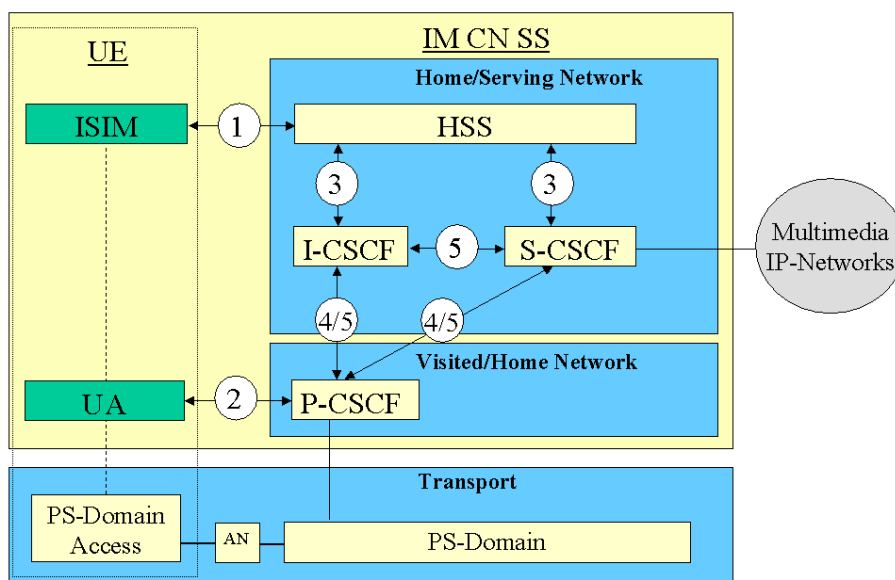 UE
IM CN SS
Home/Serving Network
ISIM
1
HSS
3
3
I-CSCF
5
S-CSCF
Multimedia
IP-Networks
4/5
4/5
Visited/Home Network
UA
2
P-CSCF
Transport
PS-Domain
Access
AN
PS-Domain